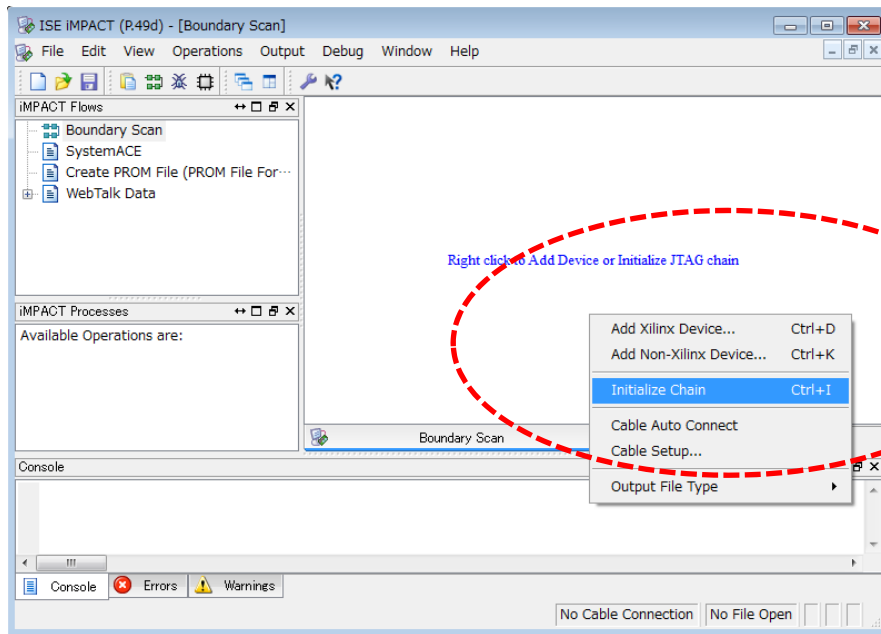 ISE iMPACT (P.49d) - [Boundary Scan]
File Edit View Operations Output Debug Window Help
iMPACT Flows
Boundary Scan
SystemACE
Create PROM File (PROM File For…
WebTalk Data
Right click to Add Device or Initialize JTAG chain
iMPACT Processes
Available Operations are:
Add Xilinx Device... Ctrl+D
Add Non-Xilinx Device... Ctrl+K
Initialize Chain Ctrl+I
Cable Auto Connect
Cable Setup...
Output File Type
Boundary Scan
Console
Console Errors Warnings
No Cable Connection No File Open